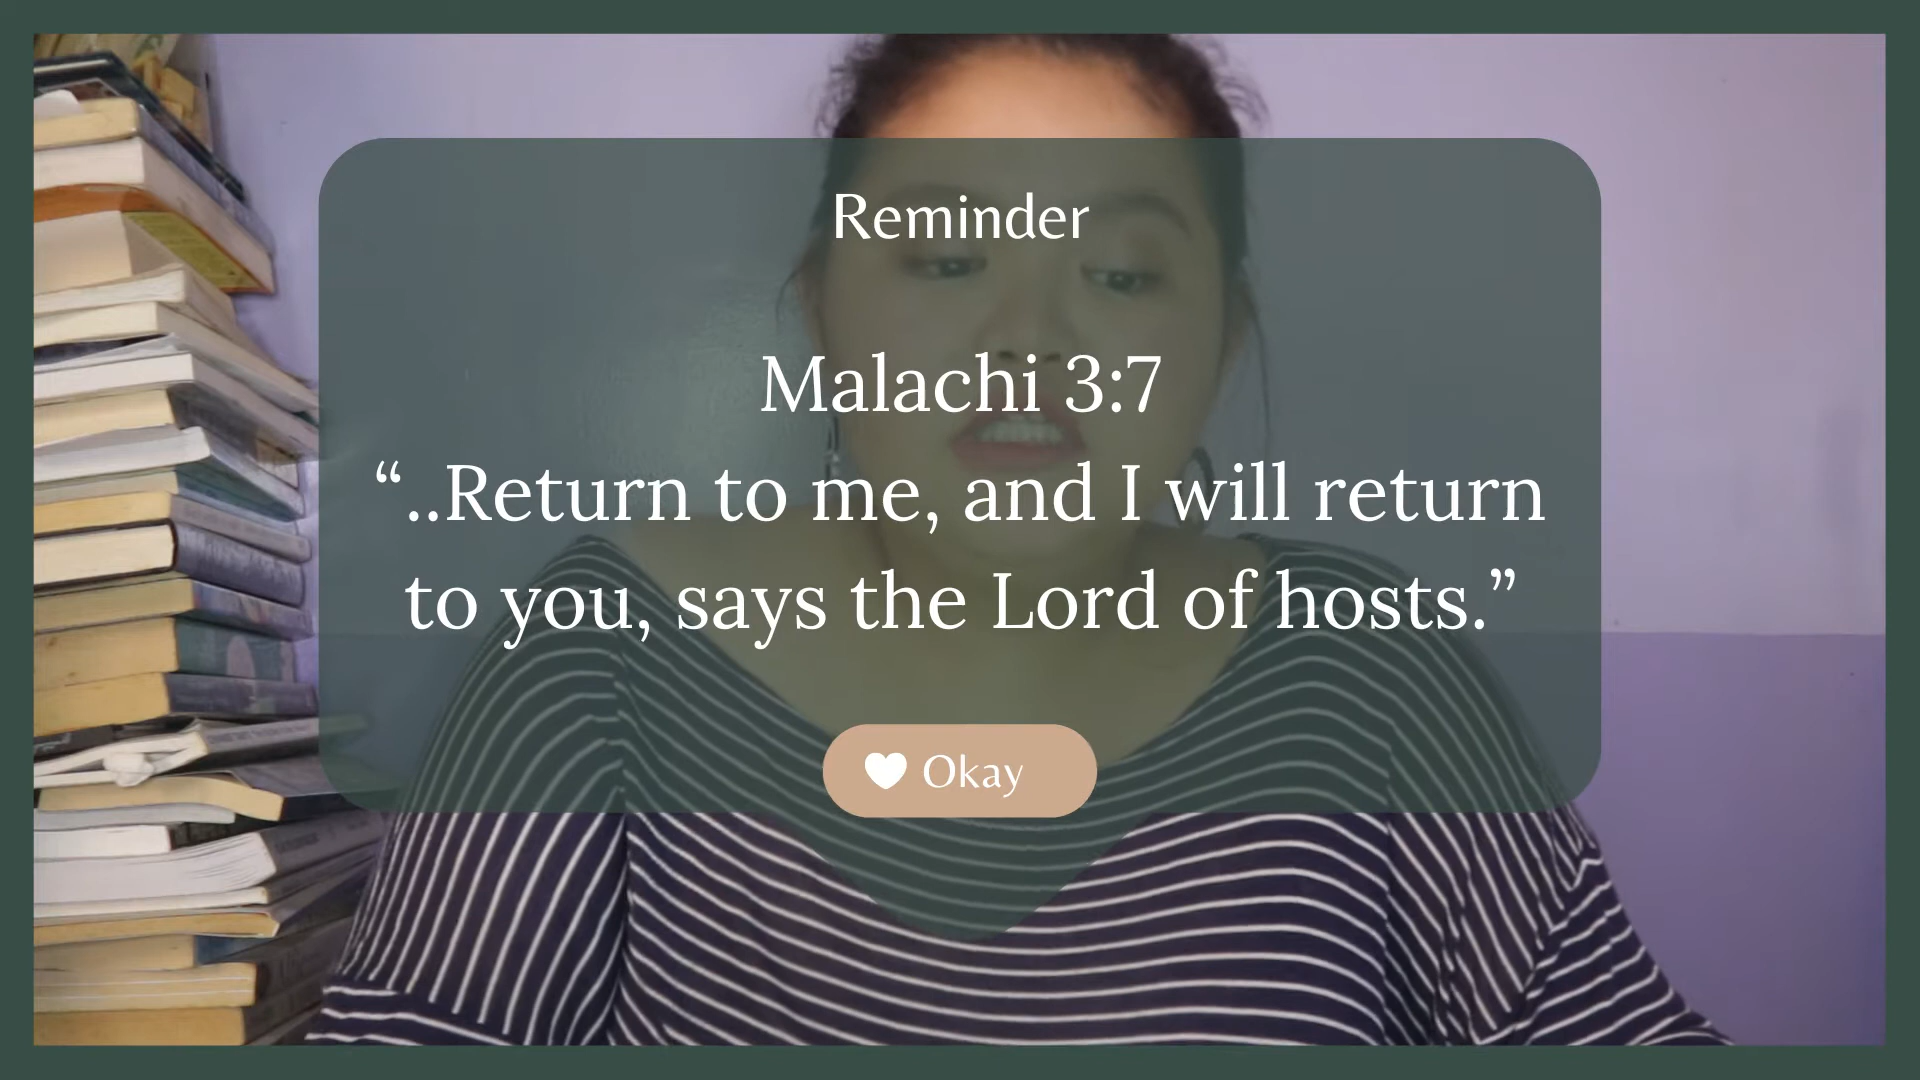 Reminder
Malachi 3:7
“..Return to me, and I will return
to you, says the Lord of hosts.”
Okay